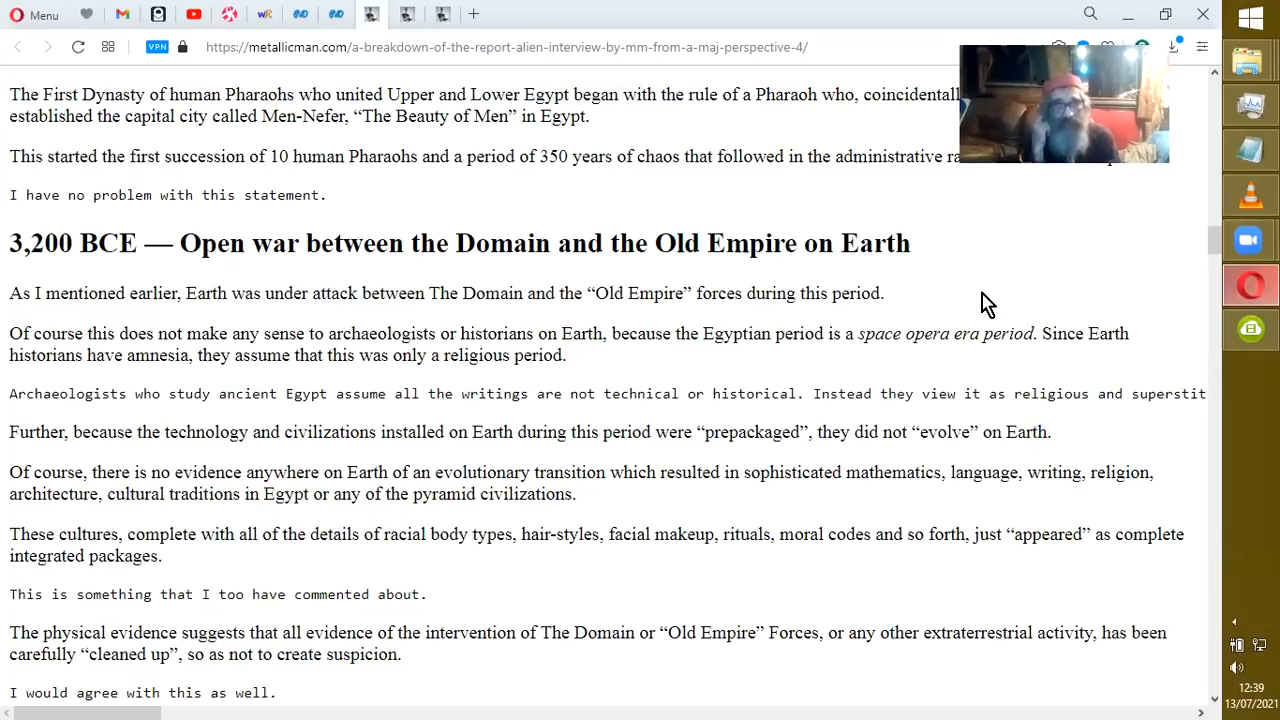 Menu
VPN
https://metallicman.com/a-breakdown-of-the-report-alien-interview-by-mm-from-a-maj-perspective-4/
The First Dynasty of human Pharaohs who united Upper and Lower Egypt began with the rule of a Pharaoh who,
established the capital city called Men-Nefer, “The Beauty of Men” in Egypt.
This started the first succession of 10 human Pharaohs and a period of 350 years of chaos that followed in the administrative
I have no problem with this statement.
3,200 BCE — Open war between the Domain and the Old Empire on Earth
As I mentioned earlier, Earth was under attack between The Domain and the “Old Empire” forces during this period.
Of course this does not make any sense to archaeologists or historians on Earth, because the Egyptian period is a space opera era period. Since Earth
historians have amnesia, they assume that this was only a religious period.
Archaeologists who study ancient Egypt assume all the writings are not technical or historical. Instead they view it as religious and superstit
Further, because the technology and civilizations installed on Earth during this period were “prepackaged”, they did not “evolve” on Earth.
Of course, there is no evidence anywhere on Earth of an evolutionary transition which resulted in sophisticated mathematics, language, writing, religion,
architecture, cultural traditions in Egypt or any of the pyramid civilizations.
These cultures, complete with all of the details of racial body types, hair-styles, facial makeup, rituals, moral codes and so forth, just “appeared” as complete
integrated packages.
This is something that I too have commented about.
The physical evidence suggests that all evidence of the intervention of The Domain or “Old Empire” Forces, or any other extraterrestrial activity, has been
carefully “cleaned up”, so as not to create suspicion.
I would agree with this as well.
12:39
13/07/2021